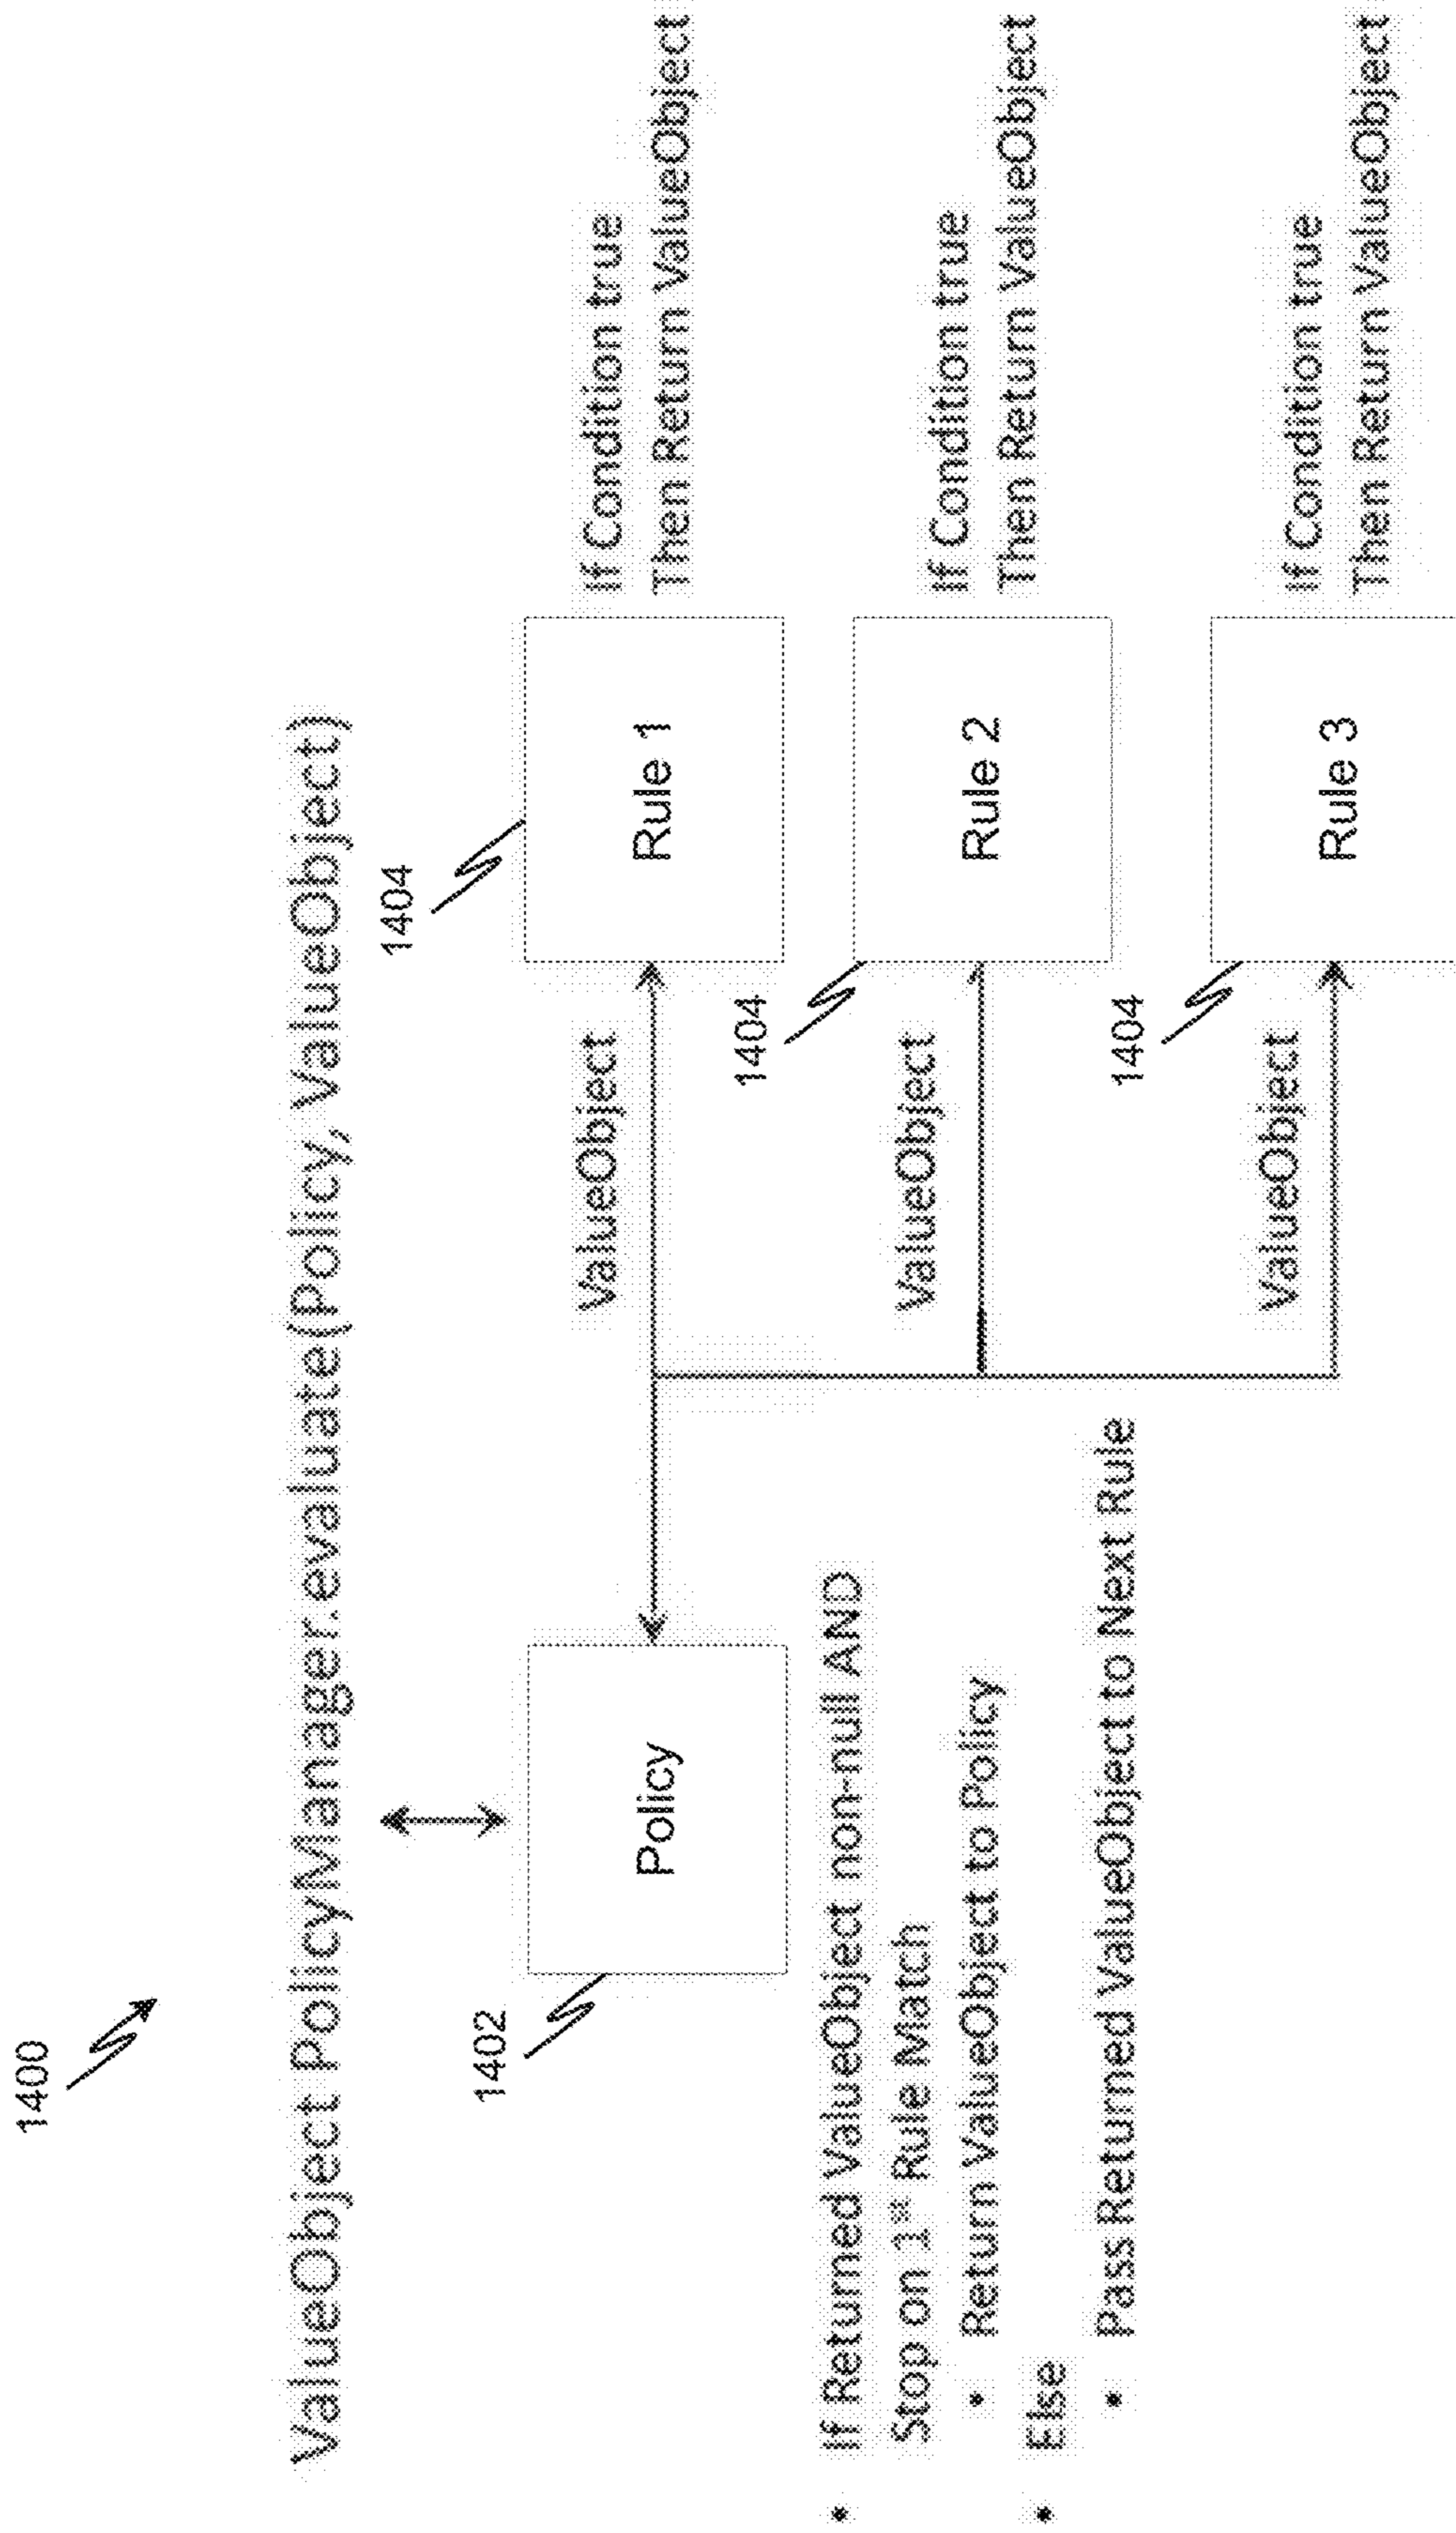 1400
ValueObject PolicyManager.evaluate(Policy, ValueObject)
1402
Policy
ValueObject
1404
Rule 1
If Condition true
Then Return ValueObject
ValueObject
1404
Rule 2
If Condition true
Then Return ValueObject
ValueObject
1404
Rule 3
If Condition true
Then Return ValueObject
• If Returned ValueObject non-null AND
Stop on 1st Rule Match
• Return ValueObject to Policy
• Else
• Pass Returned ValueObject to Next Rule